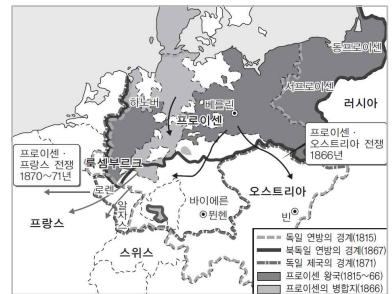 동프로이센
서프로이센
하노버
베를린
러시아
프로이센
프로이센·
오스트리아 전쟁
1866년
프로이센·
프랑스 전쟁
1870~71년
룩셈부르크
로렌
알자스
바이에른
뮌헨
오스트리아
빈
프랑스
스위스
독일 연방의 경계(1815)
북독일 연방의 경계(1867)
독일 제국의 경계(1871)
프로이센 왕국(1815~66)
프로이센의 병합지(1866)